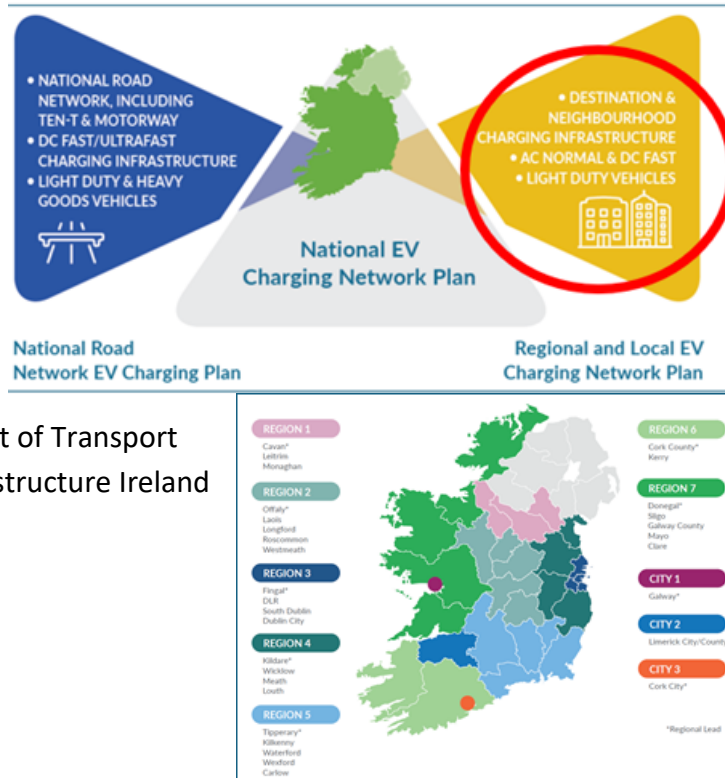 • NATIONAL ROAD
NETWORK, INCLUDING
TEN-T & MOTORWAY
• DC FAST/ULTRAFAST
CHARGING INFRASTRUCTURE
• LIGHT DUTY & HEAVY
GOODS VEHICLES
• DESTINATION &
NEIGHBOURHOOD
CHARGING INFRASTRUCTURE
• AC NORMAL & DC FAST
• LIGHT DUTY VEHICLES
National EV
Charging Network Plan
National Road
Network EV Charging Plan
Regional and Local EV
Charging Network Plan
t of Transport
structure Ireland
REGION 1
Cavan*
Leitrim
Monaghan
REGION 2
Offaly*
Laois
Longford
Roscommon
Westmeath
REGION 3
Fingal*
DLR
South Dublin
Dublin City
REGION 4
Kildare*
Wicklow
Meath
Louth
REGION 5
Tipperary*
Kilkenny
Waterford
Wexford
Carlow
REGION 6
Cork County*
Kerry
REGION 7
Donegal*
Sligo
Galway County
Mayo
Clare
CITY 1
Galway*
CITY 2
Limerick City/County
CITY 3
Cork City*
*Regional Lead